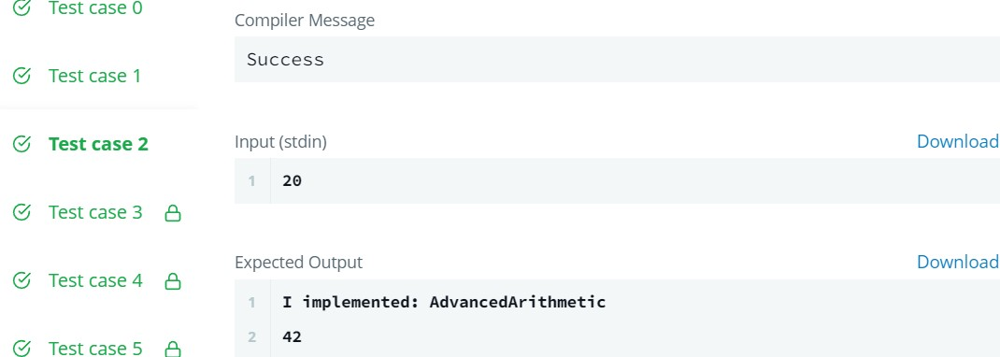 Test case 0
Test case 1
Test case 2
Test case 3
Test case 4
Test case 5
Compiler Message
Success
Input (stdin)
Download
1 20
Expected Output
Download
1 I implemented: AdvancedArithmetic
2 42